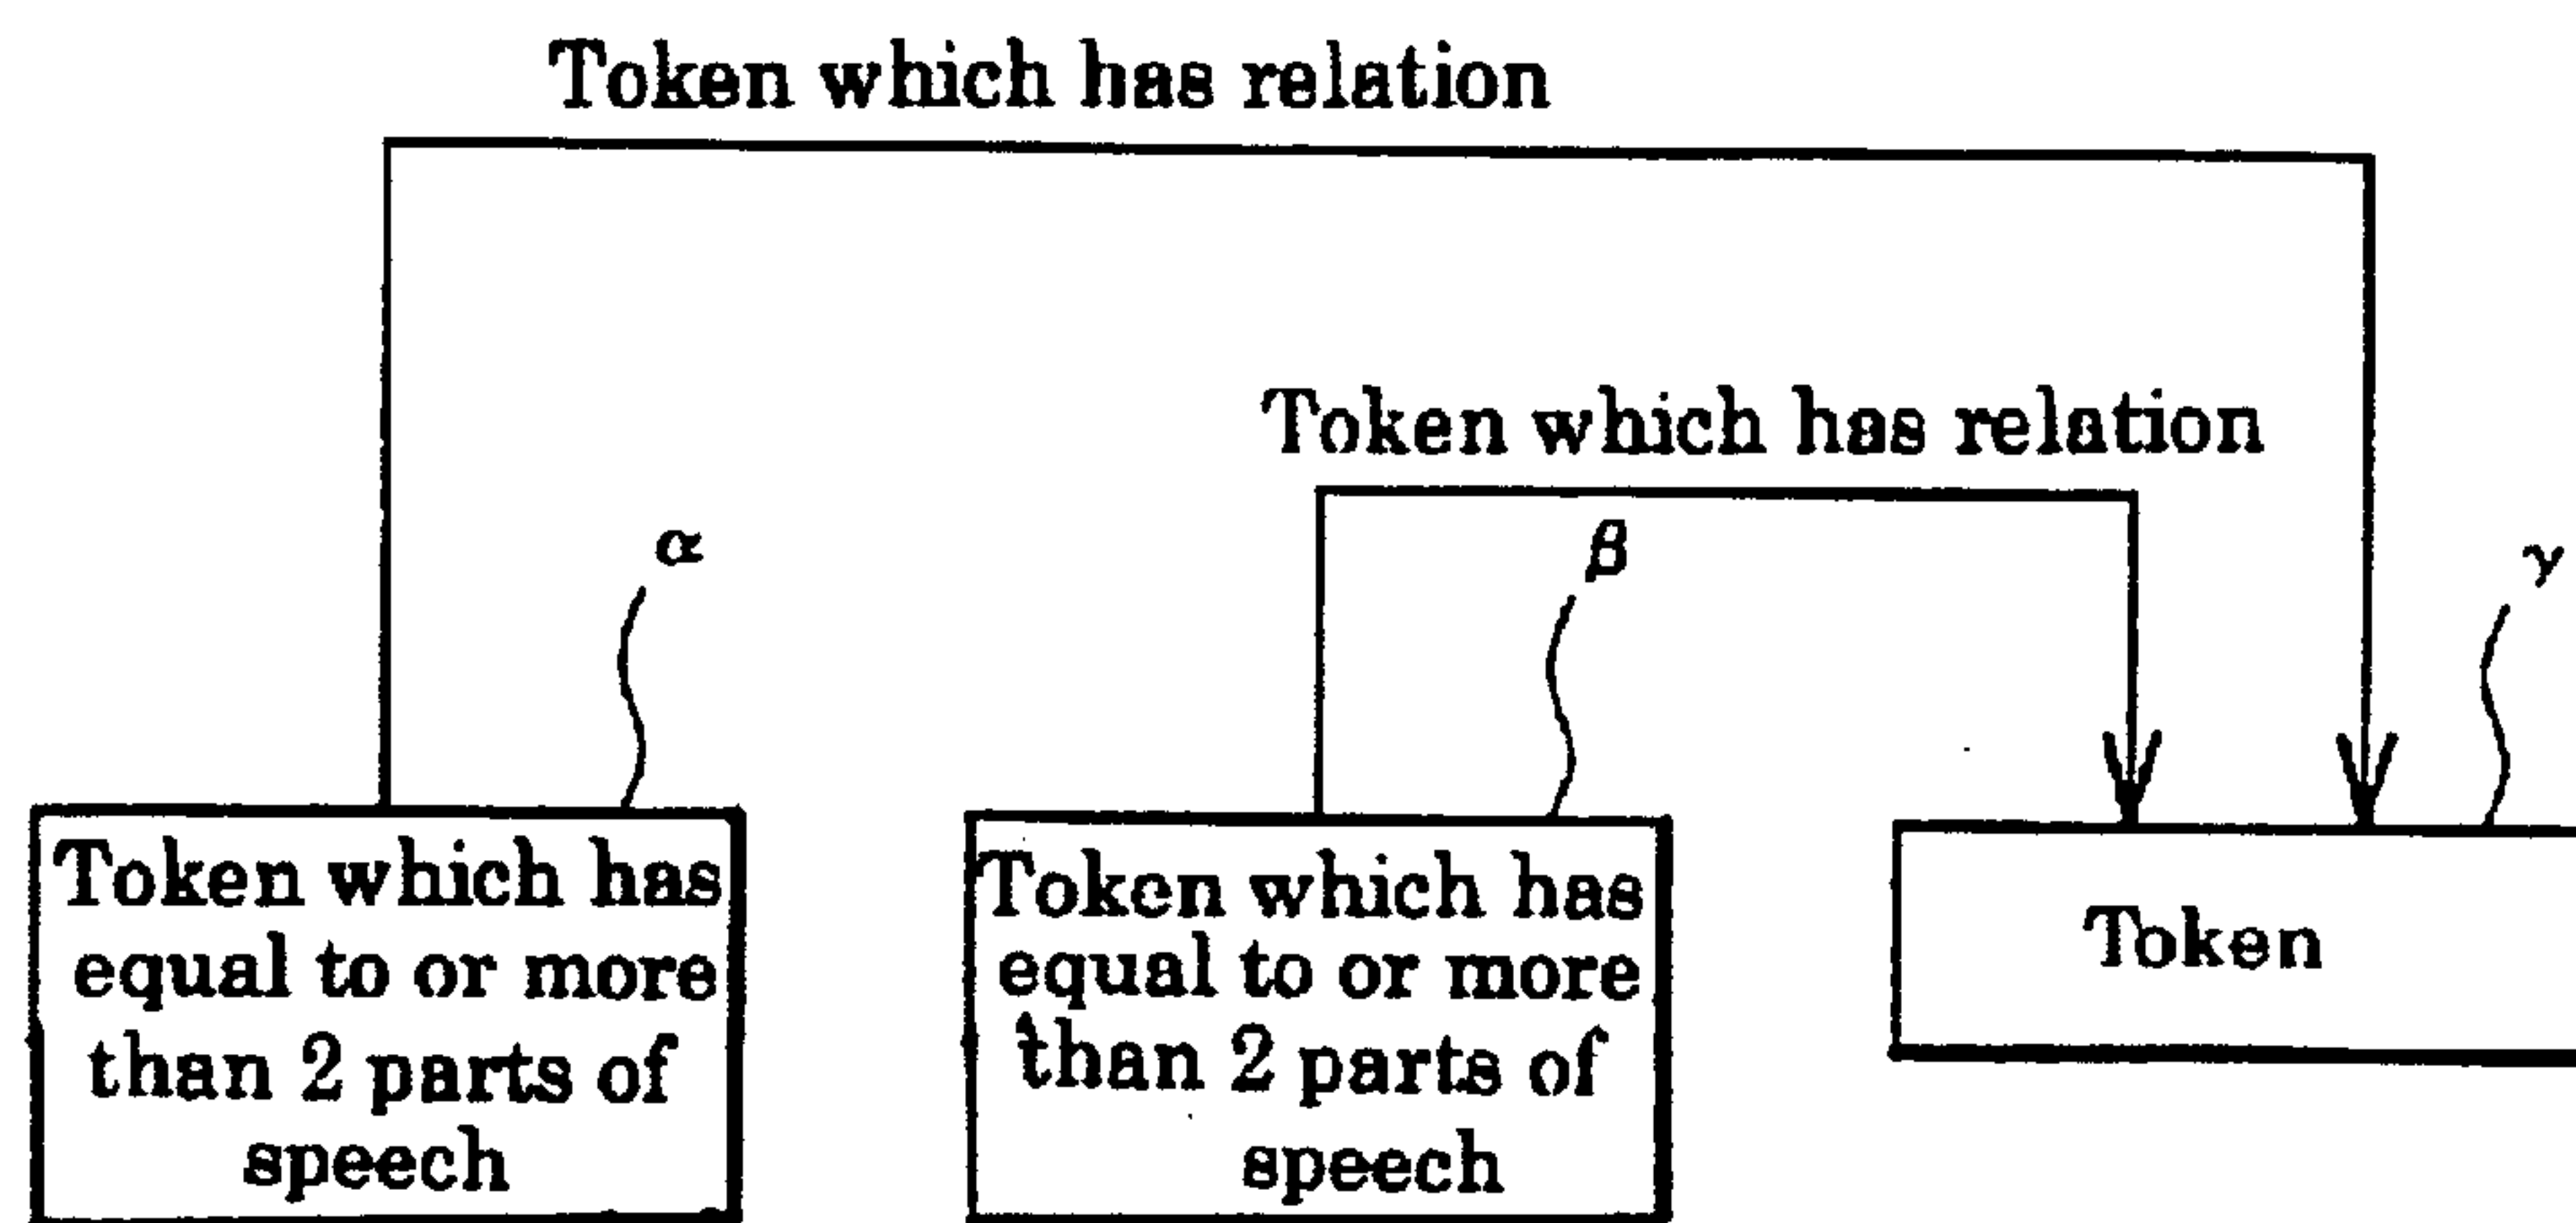 Token which has relation
Token which has relation
α
β
γ
Token which has
equal to or more
than 2 parts of
speech
Token which has
equal to or more
than 2 parts of
speech
Token